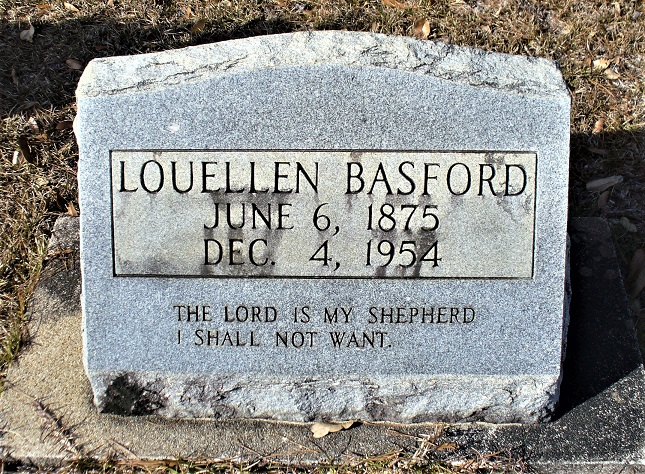 LOUELLEN BASFORD
JUNE 6, 1875
DEC. 4, 1954
THE LORD IS MY SHEPHERD
I SHALL NOT WANT.